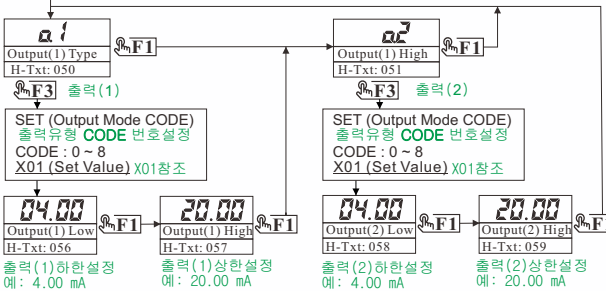 a.1
Output(1) Type
H-Txt: 050
F1
a.2
Output(1) High
H-Txt: 051
F1
F3 출력(1)
F3 출력(2)
SET (Output Mode CODE)
출력유형 CODE 번호설정
CODE : 0 ~ 8
X01 (Set Value) X01참조
SET (Output Mode CODE)
출력유형 CODE 번호설정
CODE : 0 ~ 8
X01 (Set Value) X01참조
04.00
Output(1) Low
H-Txt: 056
F1
20.00
Output(1) High
H-Txt: 057
F1
04.00
Output(2) Low
H-Txt: 058
F1
20.00
Output(2) High
H-Txt: 059
F
출력(1)하한설정
예: 4.00 mA
출력(1)상한설정
예: 20.00 mA
출력(2)하한설정
예: 4.00 mA
출력(2)상한설정
예: 20.00 mA